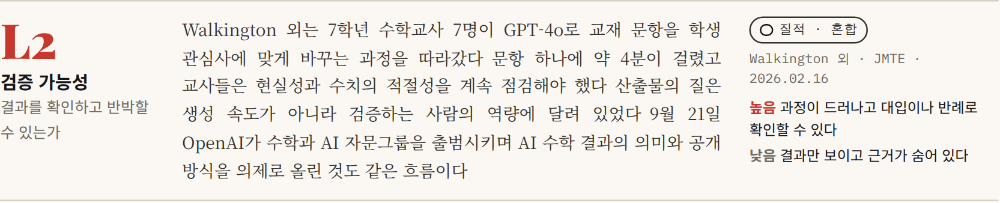 L2
검증 가능성
결과를 확인하고 반박할
수 있는가
Walkington 외는 7학년 수학교사 7명이 GPT-4o로 교재 문항을 학생
관심사에 맞게 바꾸는 과정을 따라갔다 문항 하나에 약 4분이 걸렸고
교사들은 현실성과 수치의 적절성을 계속 점검해야 했다 산출물의 질은
생성 속도가 아니라 검증하는 사람의 역량에 달려 있었다 9월 21일
OpenAI가 수학과 AI 자문그룹을 출범시키며 AI 수학 결과의 의미와 공개
방식을 의제로 올린 것도 같은 흐름이다
질적 · 혼합
Walkington 외 · JMTE ·
2026.02.16
높음 과정이 드러나고 대입이나 반례로
확인할 수 있다
낮음 결과만 보이고 근거가 숨어 있다